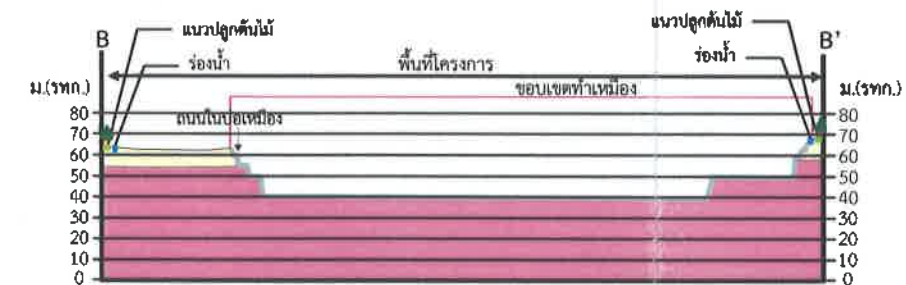 แนวปลูกต้นไม้
แนวปลูกต้นไม้
B
B'
ร่องน้ำ
พื้นที่โครงการ
ร่องน้ำ
ม.(รทก.)
ขอบเขตทำเหมือง
ม.(รทก.)
80
ถนนในบ่อเหมือง
80
70
70
60
60
50
50
40
40
30
30
20
20
10
10
0
0